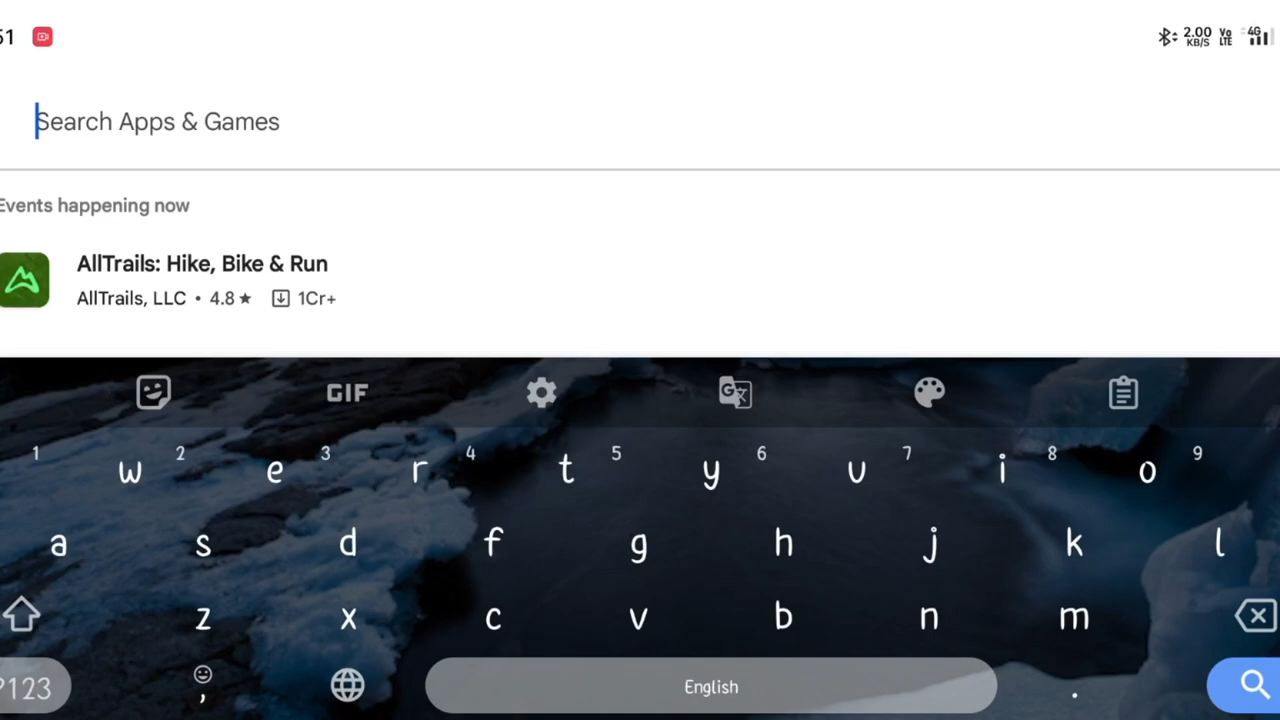 51 2.00 KB/S Vo LTE 4G
Search Apps & Games
Events happening now
AllTrails: Hike, Bike & Run
AllTrails, LLC • 4.8★ 1Cr+
GIF G
1 2 3 4 5 6 7 8 9
w e r t y u i o
a s d f g h j k l
z x c v b n m
?123 , English .